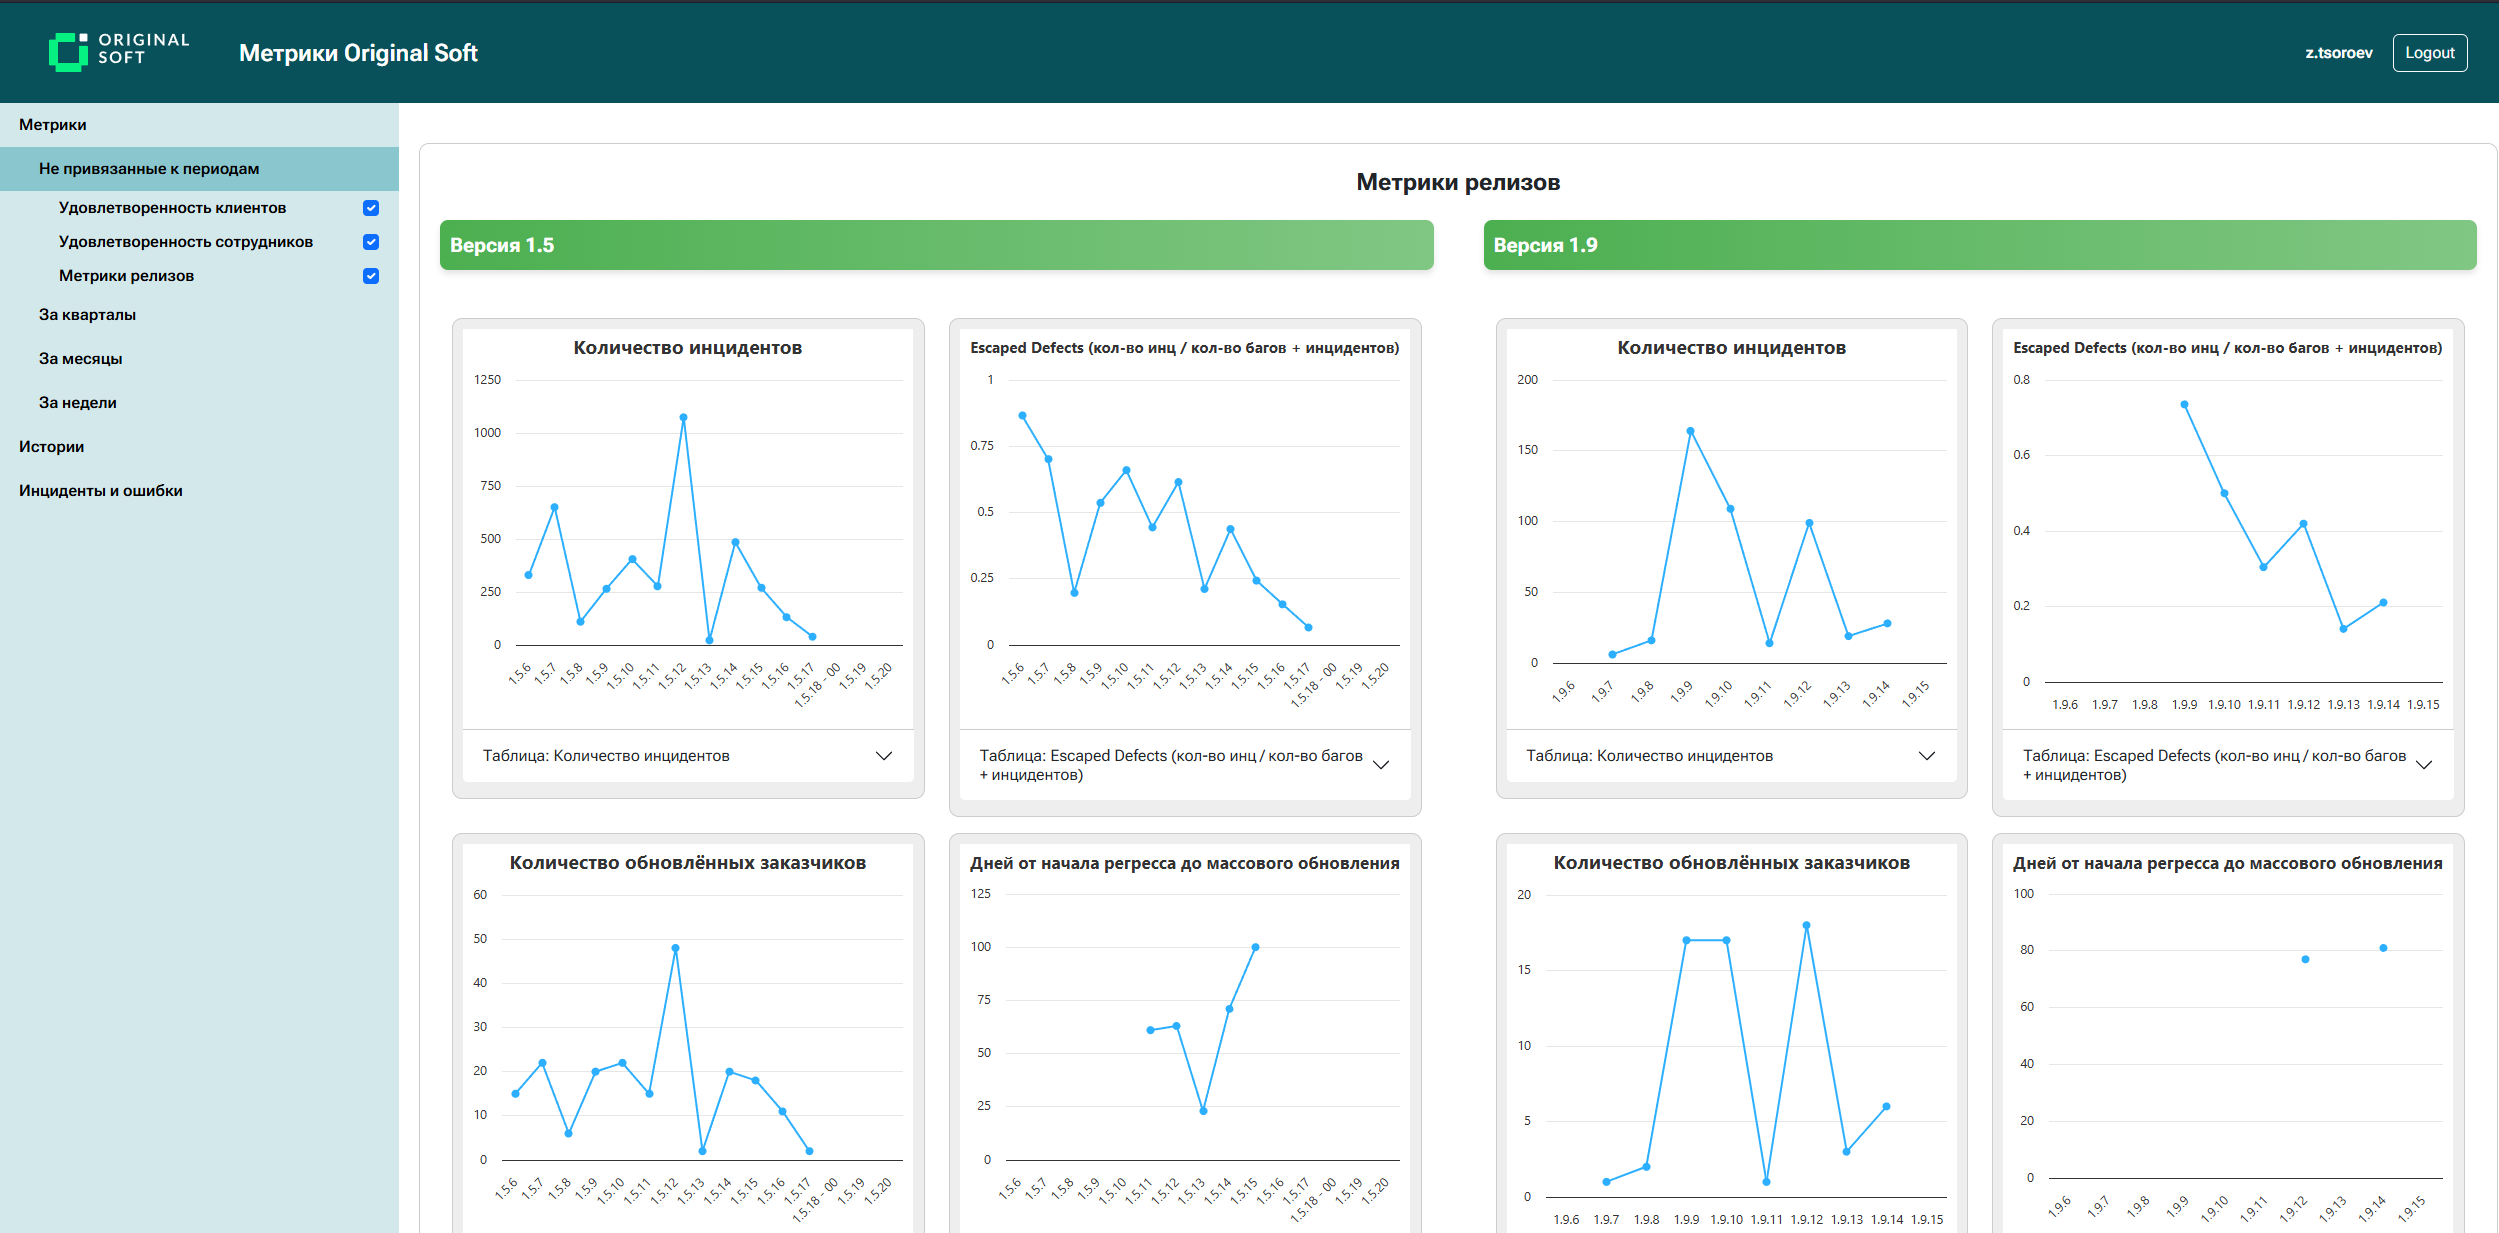 ORIGINAL
SOFT
Метрики Original Soft
z.tsoroev
Logout
Метрики
Не привязанные к периодам
Удовлетворенность клиентов
Удовлетворенность сотрудников
Метрики релизов
За кварталы
За месяцы
За недели
Истории
Инциденты и ошибки
Метрики релизов
Версия 1.5
Количество инцидентов
1250
1000
750
500
250
0
1.5.6 1.5.7 1.5.8 1.5.9 1.5.10 1.5.11 1.5.12 1.5.13 1.5.14 1.5.15 1.5.16 1.5.17 1.5.18 - 00 1.5.19 1.5.20
Таблица: Количество инцидентов
Escaped Defects (кол-во инц / кол-во багов + инцидентов)
1
0.75
0.5
0.25
0
1.5.6 1.5.7 1.5.8 1.5.9 1.5.10 1.5.11 1.5.12 1.5.13 1.5.14 1.5.15 1.5.16 1.5.17 1.5.18 - 00 1.5.19 1.5.20
Таблица: Escaped Defects (кол-во инц / кол-во багов
+ инцидентов)
Количество обновлённых заказчиков
60
50
40
30
20
10
0
1.5.6 1.5.7 1.5.8 1.5.9 1.5.10 1.5.11 1.5.12 1.5.13 1.5.14 1.5.15 1.5.16 1.5.17 1.5.18 - 00 1.5.19 1.5.20
Дней от начала регресса до массового обновления
125
100
75
50
25
0
1.5.6 1.5.7 1.5.8 1.5.9 1.5.10 1.5.11 1.5.12 1.5.13 1.5.14 1.5.15 1.5.16 1.5.17 1.5.18 - 00 1.5.19 1.5.20
Версия 1.9
Количество инцидентов
200
150
100
50
0
1.9.6 1.9.7 1.9.8 1.9.9 1.9.10 1.9.11 1.9.12 1.9.13 1.9.14 1.9.15
Таблица: Количество инцидентов
Escaped Defects (кол-во инц / кол-во багов + инцидентов)
0.8
0.6
0.4
0.2
0
1.9.6 1.9.7 1.9.8 1.9.9 1.9.10 1.9.11 1.9.12 1.9.13 1.9.14 1.9.15
Таблица: Escaped Defects (кол-во инц / кол-во багов
+ инцидентов)
Количество обновлённых заказчиков
20
15
10
5
0
1.9.6 1.9.7 1.9.8 1.9.9 1.9.10 1.9.11 1.9.12 1.9.13 1.9.14 1.9.15
Дней от начала регресса до массового обновления
100
80
60
40
20
0
1.9.6 1.9.7 1.9.8 1.9.9 1.9.10 1.9.11 1.9.12 1.9.13 1.9.14 1.9.15